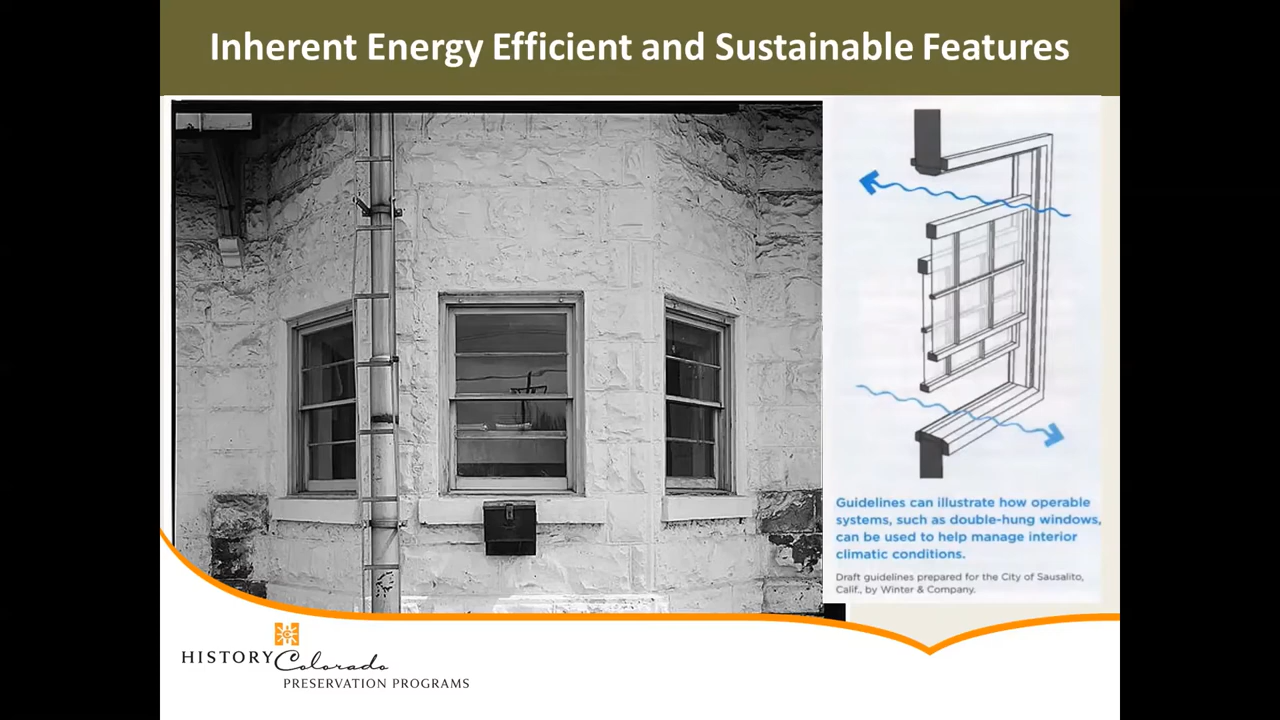 Inherent Energy Efficient and Sustainable Features
Guidelines can illustrate how operable
systems, such as double-hung windows,
can be used to help manage interior
climatic conditions.
Draft guidelines prepared for the City of Sausalito,
Calif., by Winter & Company.
HISTORY Colorado
PRESERVATION PROGRAMS